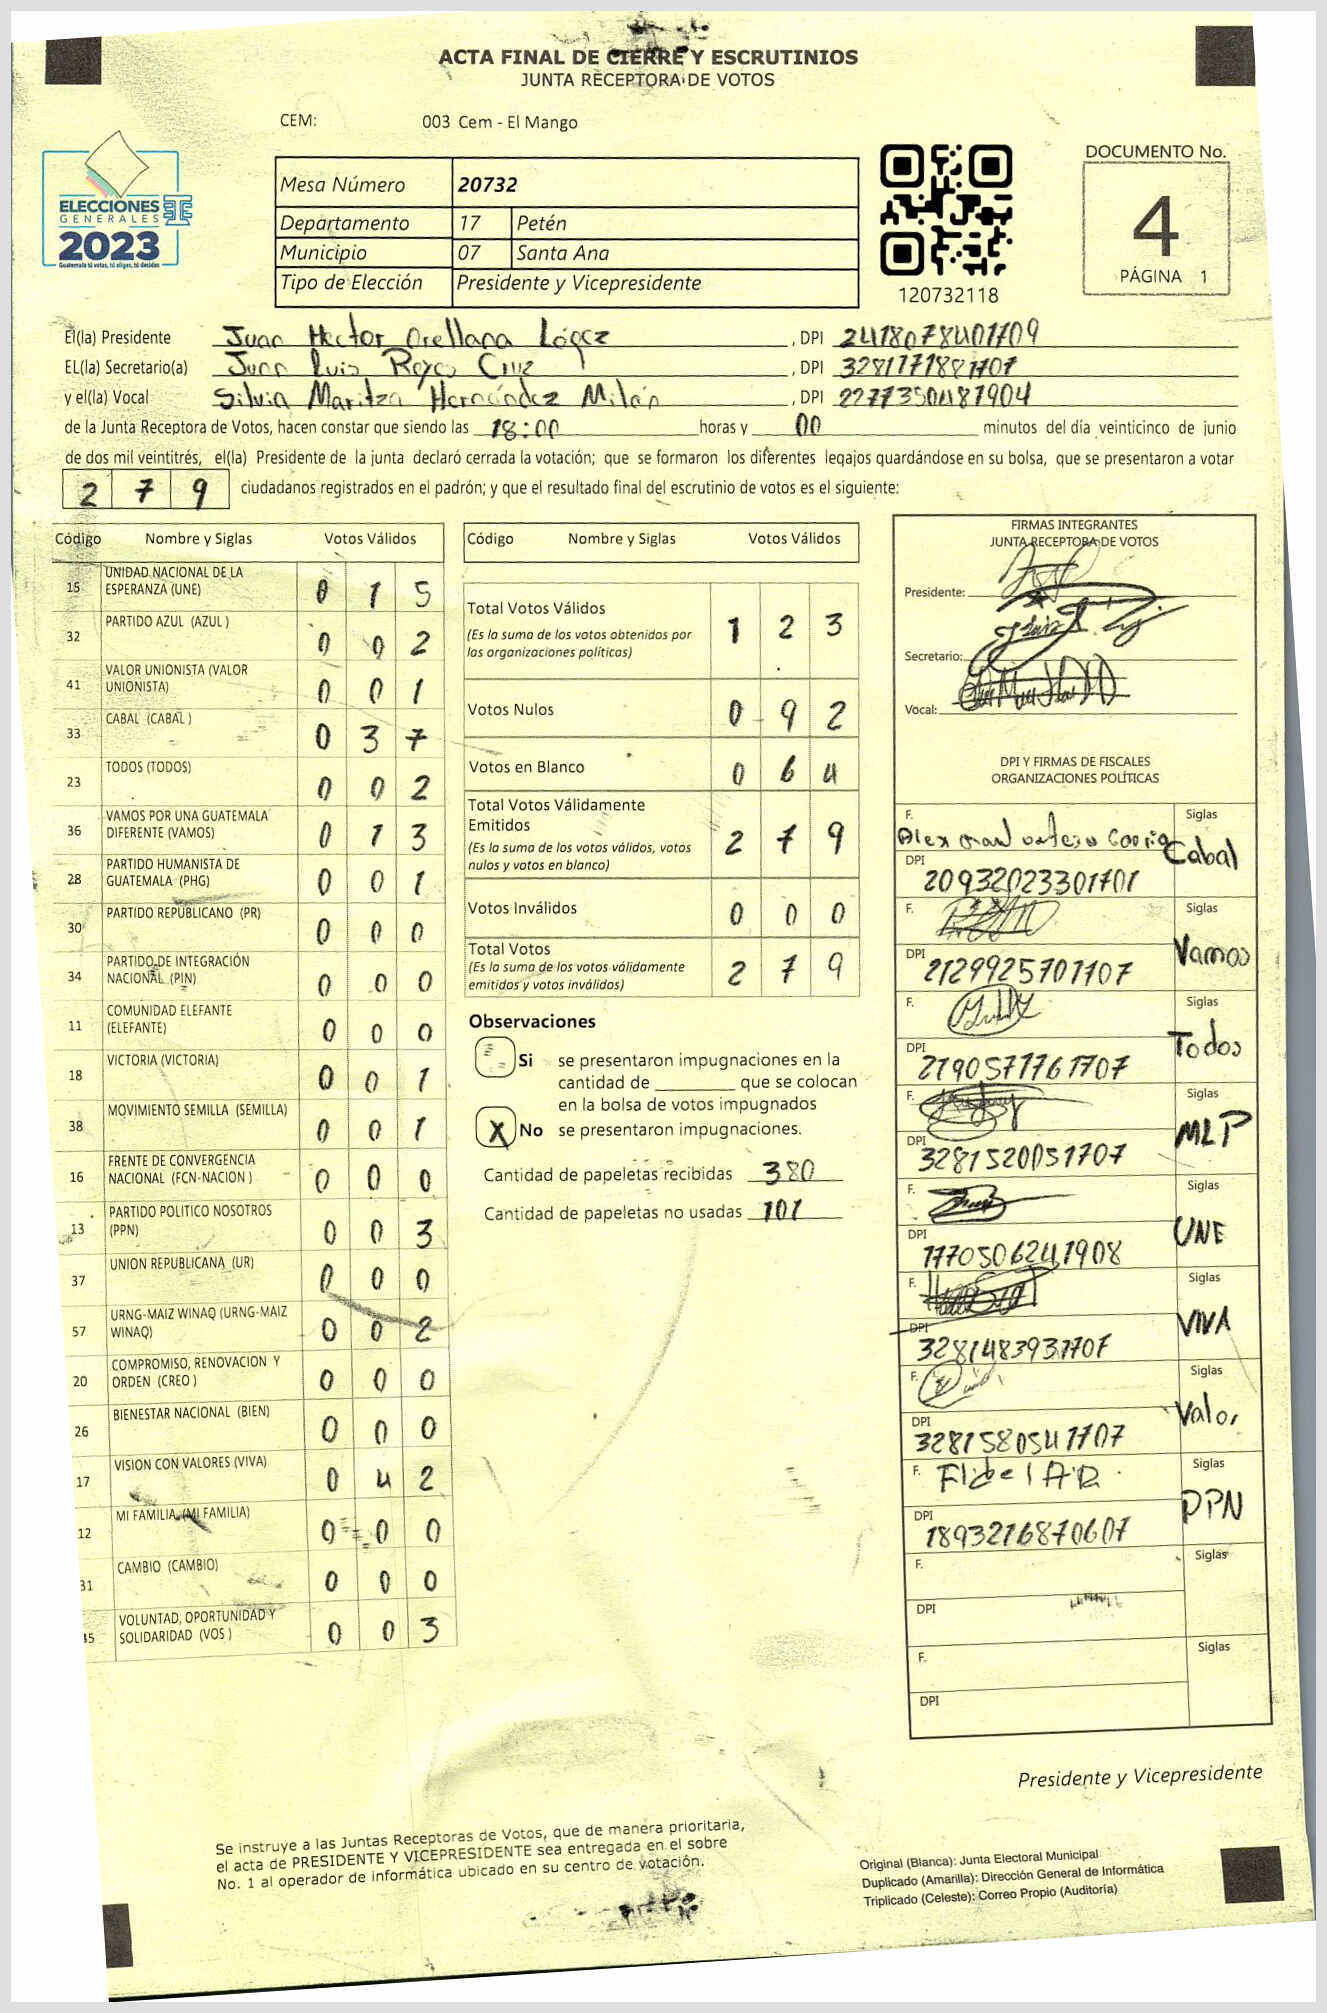 ACTA FINAL DE CIERRE Y ESCRUTINIOS
JUNTA RECEPTORA DE VOTOS
CEM: 003 Cem - El Mango
ELECCIONES
GENERALES
2023
Guatemala tú votas, tú eliges, tú decides
Mesa Número 20732
Departamento 17 Petén
Municipio 07 Santa Ana
Tipo de Elección Presidente y Vicepresidente
120732118
DOCUMENTO No.
4
PÁGINA 1
El(la) Presidente Juan Hector Orellana López , DPI 2418078401709
EL(la) Secretario(a) Juan Luis Reyes Cruz , DPI 3281771881707
y el(la) Vocal Silvia Maritza Hernández Milán , DPI 2277350487904
de la Junta Receptora de Votos, hacen constar que siendo las 18:00 horas y 00 minutos del día veinticinco de junio
de dos mil veintitrés, el(la) Presidente de la junta declaró cerrada la votación; que se formaron los diferentes legajos guardándose en su bolsa, que se presentaron a votar
2 7 9 ciudadanos registrados en el padrón; y que el resultado final del escrutinio de votos es el siguiente:
Código Nombre y Siglas Votos Válidos
15 UNIDAD NACIONAL DE LA ESPERANZA (UNE) 0 1 5
32 PARTIDO AZUL (AZUL ) 0 0 2
41 VALOR UNIONISTA (VALOR UNIONISTA) 0 0 1
33 CABAL (CABAL ) 0 3 7
23 TODOS (TODOS) 0 0 2
36 VAMOS POR UNA GUATEMALA DIFERENTE (VAMOS) 0 1 3
28 PARTIDO HUMANISTA DE GUATEMALA (PHG) 0 0 1
30 PARTIDO REPUBLICANO (PR) 0 0 0
34 PARTIDO DE INTEGRACIÓN NACIONAL (PIN) 0 0 0
11 COMUNIDAD ELEFANTE (ELEFANTE) 0 0 0
18 VICTORIA (VICTORIA) 0 0 1
38 MOVIMIENTO SEMILLA (SEMILLA) 0 0 1
16 FRENTE DE CONVERGENCIA NACIONAL (FCN-NACION ) 0 0 0
13 PARTIDO POLITICO NOSOTROS (PPN) 0 0 3
37 UNION REPUBLICANA (UR) 0 0 0
57 URNG-MAIZ WINAQ (URNG-MAIZ WINAQ) 0 0 2
20 COMPROMISO, RENOVACION Y ORDEN (CREO ) 0 0 0
26 BIENESTAR NACIONAL (BIEN) 0 0 0
17 VISION CON VALORES (VIVA) 0 4 2
12 MI FAMILIA (MI FAMILIA) 0 0 0
31 CAMBIO (CAMBIO) 0 0 0
45 VOLUNTAD, OPORTUNIDAD Y SOLIDARIDAD (VOS ) 0 0 3
Código Nombre y Siglas Votos Válidos
Total Votos Válidos 1 2 3
(Es la suma de los votos obtenidos por
las organizaciones políticas)
Votos Nulos 0 9 2
Votos en Blanco 0 6 4
Total Votos Válidamente
Emitidos 2 7 9
(Es la suma de los votos válidos, votos
nulos y votos en blanco)
Votos Inválidos 0 0 0
Total Votos 2 7 9
(Es la suma de los votos válidamente
emitidos y votos inválidos)
Observaciones
Si se presentaron impugnaciones en la
cantidad de ________ que se colocan
en la bolsa de votos impugnados
X No se presentaron impugnaciones.
Cantidad de papeletas recibidas 380
Cantidad de papeletas no usadas 101
FIRMAS INTEGRANTES
JUNTA RECEPTORA DE VOTOS
Presidente:
Secretario:
Vocal:
DPI Y FIRMAS DE FISCALES
ORGANIZACIONES POLÍTICAS
F. Siglas
Cabal
DPI 20932023301701
F. Siglas
Vamos
DPI 2129925701707
F. Siglas
Todos
DPI 2190577761707
F. Siglas
MLP
DPI 3281520051707
F. Siglas
UNE
DPI 1770506241908
F. Siglas
VIVA
DPI 3281483931707
F. Siglas
Valor
DPI 3281580541707
F. Siglas
PPN
DPI 1893216870607
F. Siglas
DPI
F. Siglas
DPI
Presidente y Vicepresidente
Se instruye a las Juntas Receptoras de Votos, que de manera prioritaria,
el acta de PRESIDENTE Y VICEPRESIDENTE sea entregada en el sobre
No. 1 al operador de informática ubicado en su centro de votación.
Original (Blanca): Junta Electoral Municipal
Duplicado (Amarilla): Dirección General de Informática
Triplicado (Celeste): Correo Propio (Auditoría)